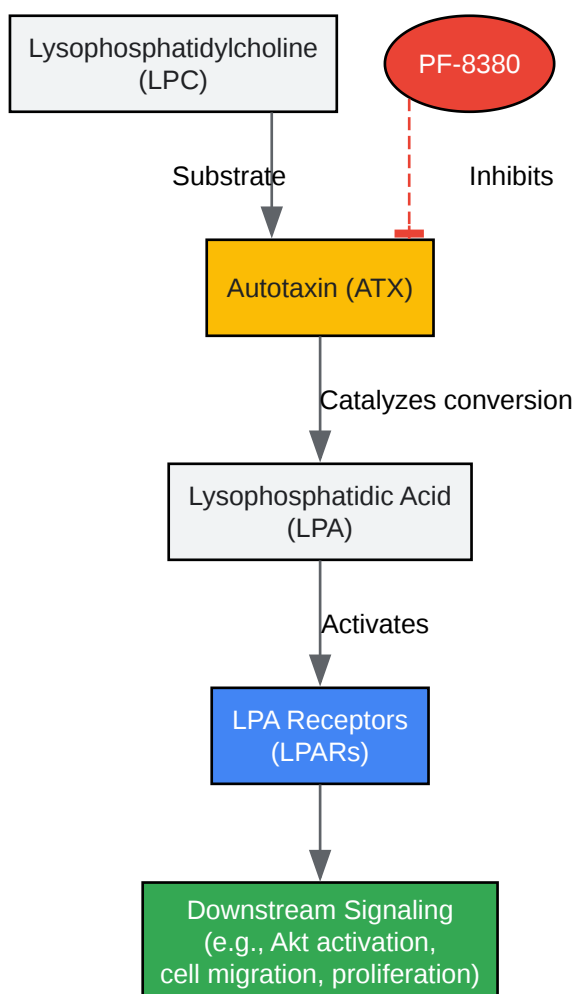 Lysophosphatidylcholine
(LPC)
PF-8380
Substrate
Inhibits
Autotaxin (ATX)
Catalyzes conversion
Lysophosphatidic Acid
(LPA)
Activates
LPA Receptors
(LPARs)
Downstream Signaling
(e.g., Akt activation,
cell migration, proliferation)